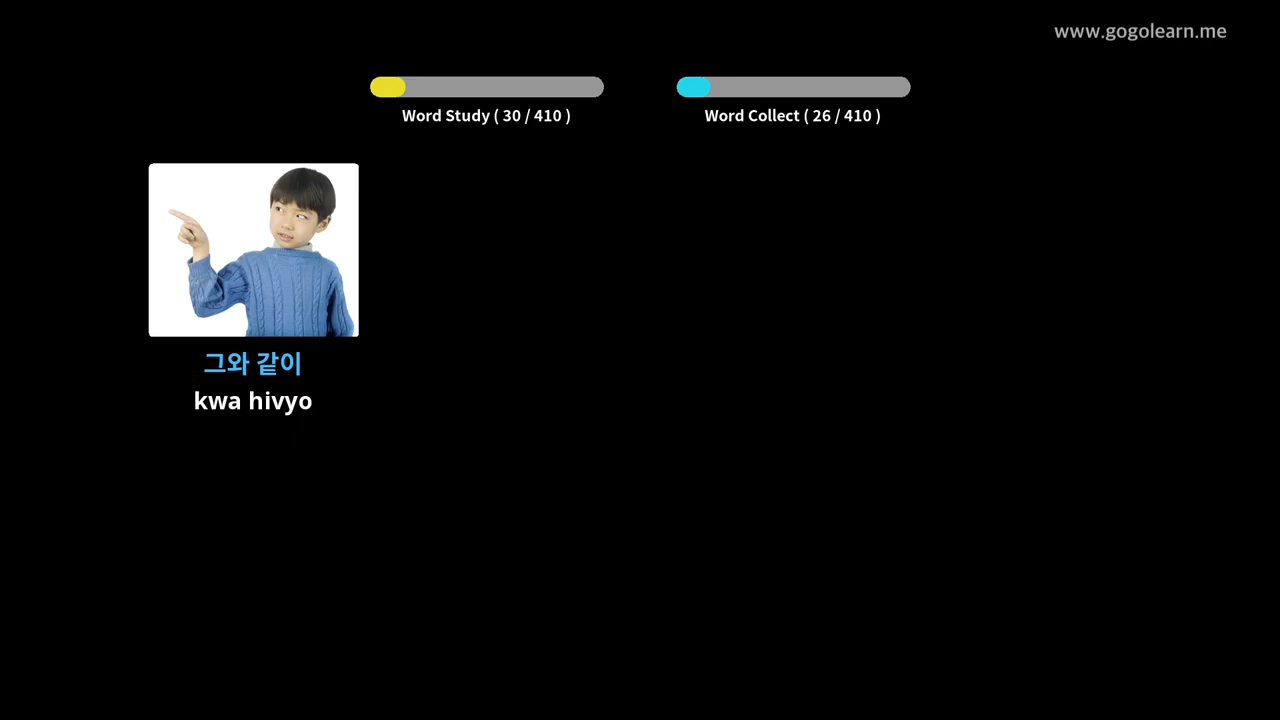 www.gogolearn.me
Word Study ( 30 / 410 )
Word Collect ( 26 / 410 )
그와 같이
kwa hivyo